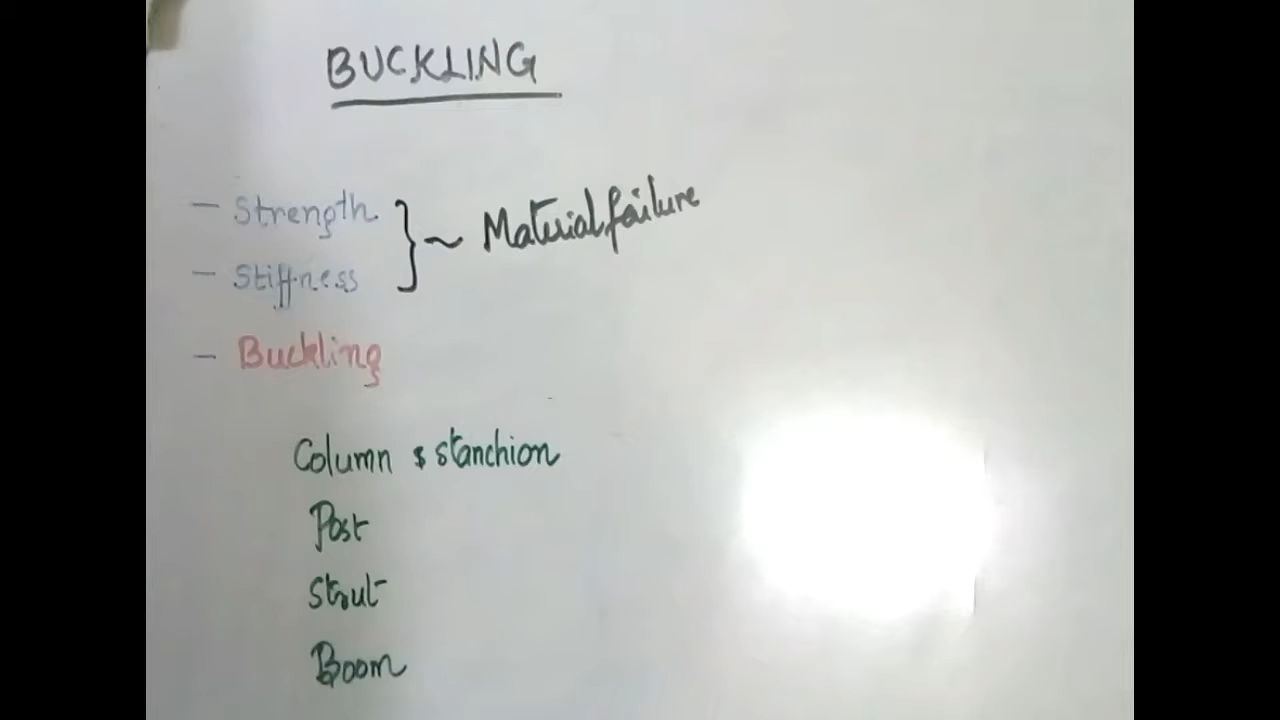 BUCKLING
- Strength
- Stiffness
} ~ Material failure
- Buckling
Column & stanchion
Post
Strut
Boom